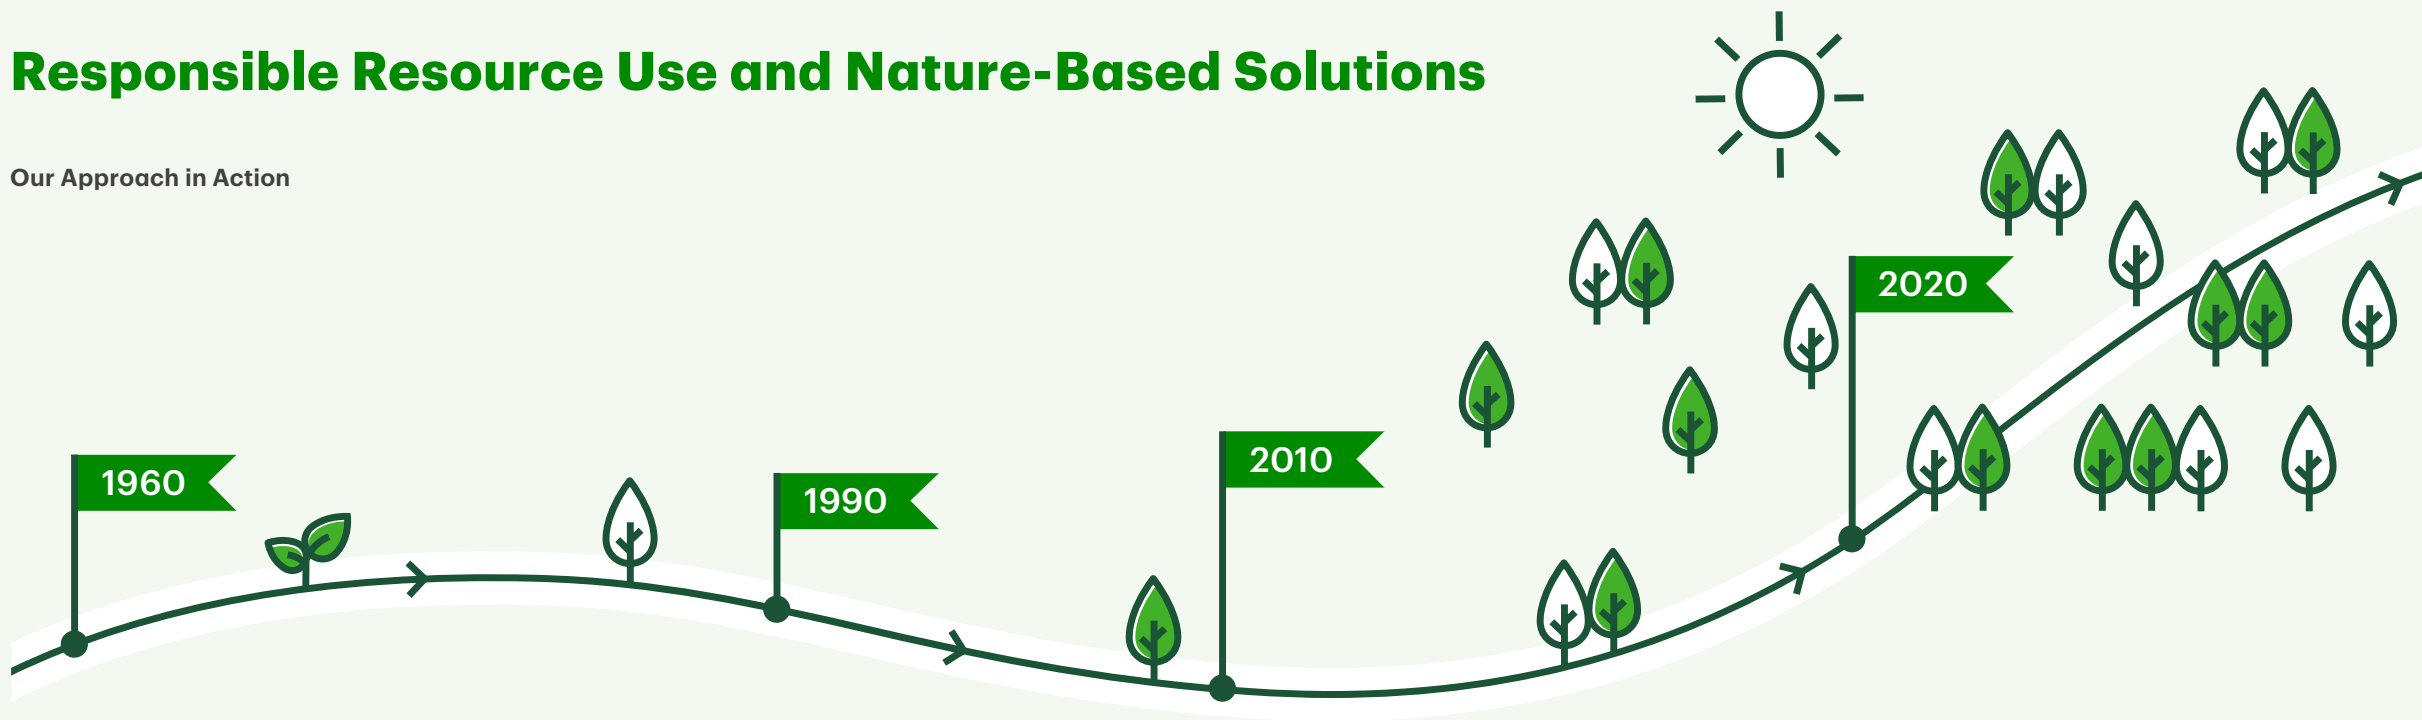 Responsible Resource Use and Nature-Based Solutions
Our Approach in Action
1960
1990
2010
2020